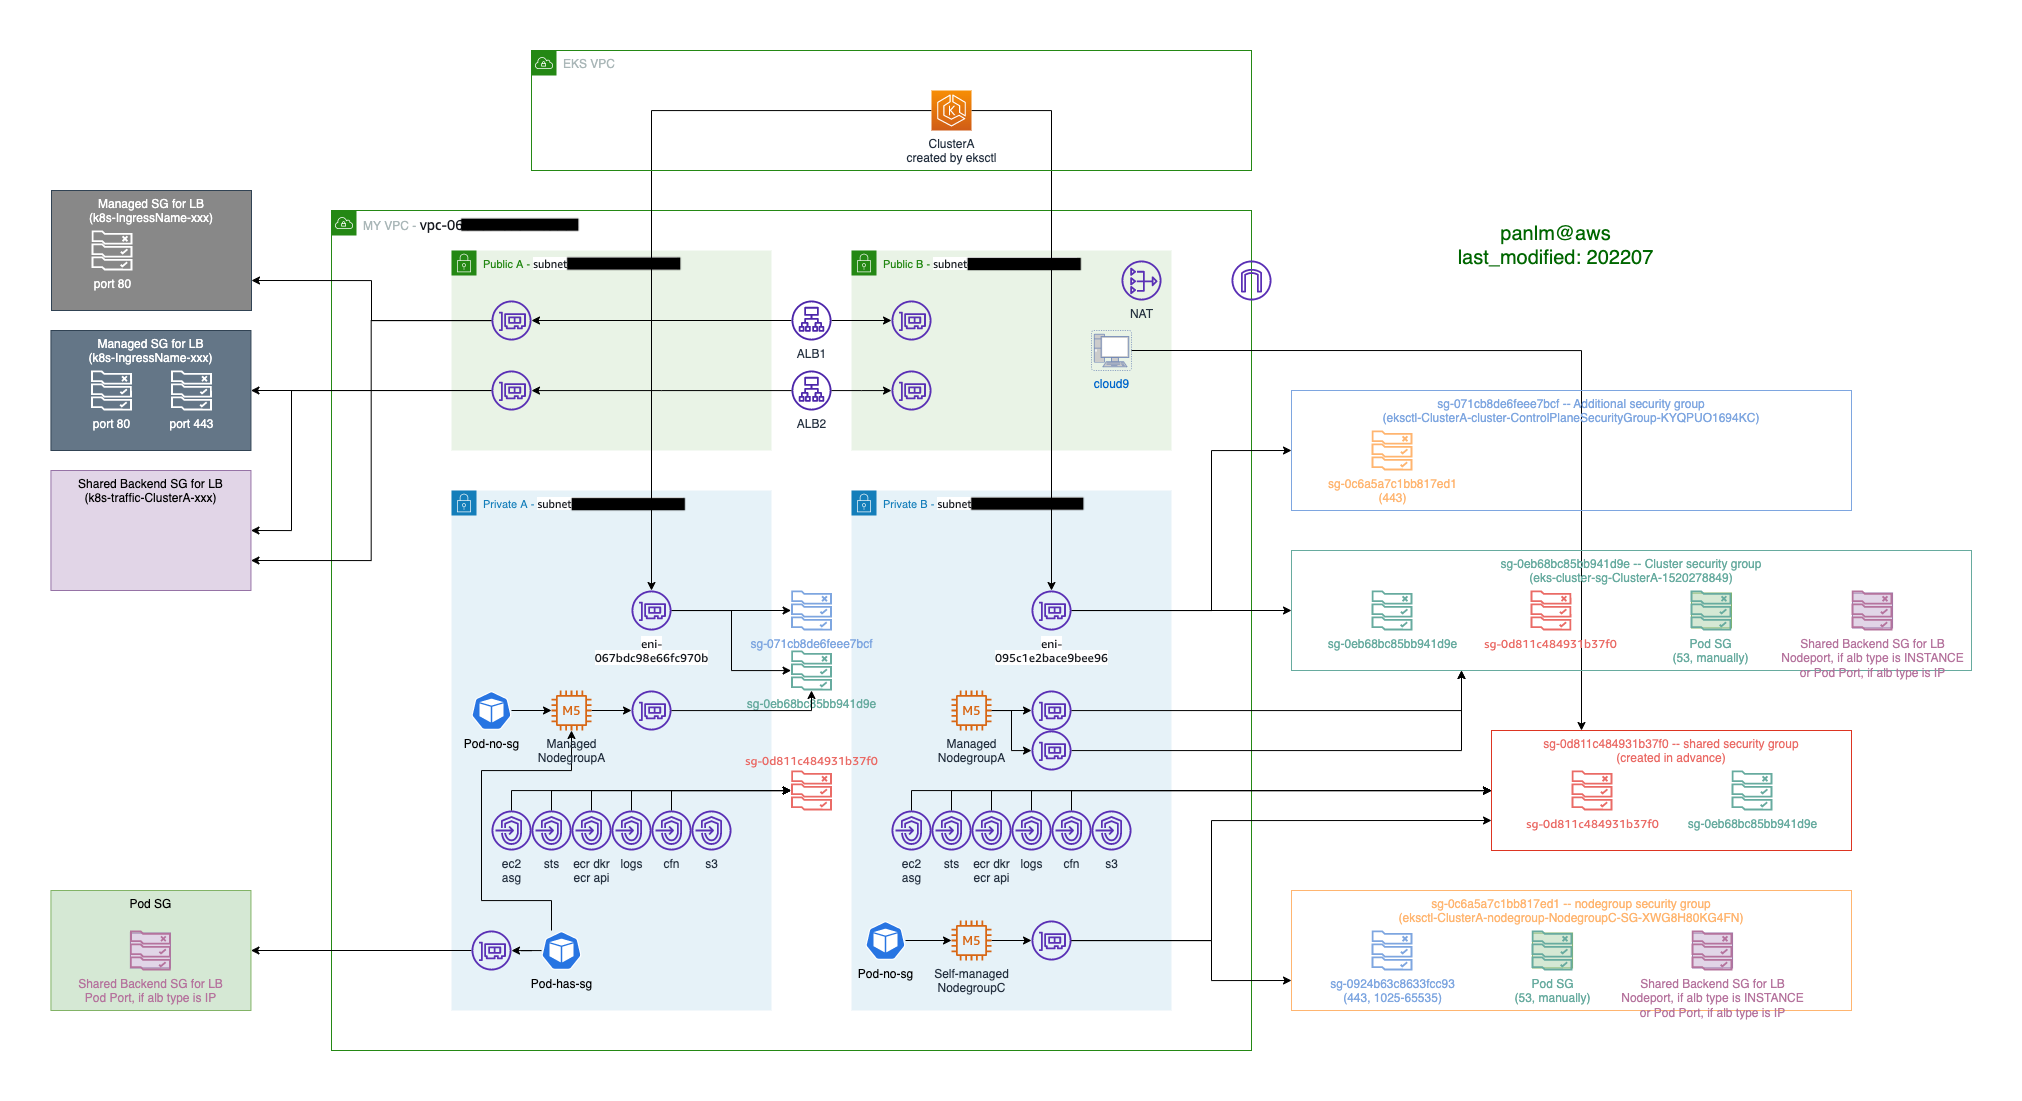 EKS VPC
ClusterA
created by eksctl
Managed SG for LB
(k8s-IngressName-xxx)
port 80
Managed SG for LB
(k8s-IngressName-xxx)
port 80
port 443
Shared Backend SG for LB
(k8s-traffic-ClusterA-xxx)
MY VPC - vpc-06
Public A - subnet
Public B - subnet
NAT
ALB1
cloud9
ALB2
panlm@aws
last_modified: 202207
sg-071cb8de6feee7bcf -- Additional security group
(eksctl-ClusterA-cluster-ControlPlaneSecurityGroup-KYQPUO1694KC)
sg-0c6a5a7c1bb817ed1
(443)
Private A - subnet
Private B - subnet
eni-
067bdc98e66fc970b
sg-071cb8de6feee7bcf
sg-0eb68bc85bb941d9e
eni-
095c1e2bace9bee96
sg-0eb68bc85bb941d9e -- Cluster security group
(eks-cluster-sg-ClusterA-1520278849)
sg-0eb68bc85bb941d9e
sg-0d811c484931b37f0
Pod SG
(53, manually)
Shared Backend SG for LB
Nodeport, if alb type is INSTANCE
or Pod Port, if alb type is IP
Pod-no-sg
M5
Managed
NodegroupA
M5
Managed
NodegroupA
sg-0d811c484931b37f0
sg-0d811c484931b37f0 -- shared security group
(created in advance)
sg-0d811c484931b37f0
sg-0eb68bc85bb941d9e
ec2
asg
sts
ecr dkr
ecr api
logs
cfn
s3
ec2
asg
sts
ecr dkr
ecr api
logs
cfn
s3
Pod SG
Shared Backend SG for LB
Pod Port, if alb type is IP
Pod-has-sg
Pod-no-sg
M5
Self-managed
NodegroupC
sg-0c6a5a7c1bb817ed1 -- nodegroup security group
(eksctl-ClusterA-nodegroup-NodegroupC-SG-XWG8H80KG4FN)
sg-0924b63c8633fcc93
(443, 1025-65535)
Pod SG
(53, manually)
Shared Backend SG for LB
Nodeport, if alb type is INSTANCE
or Pod Port, if alb type is IP